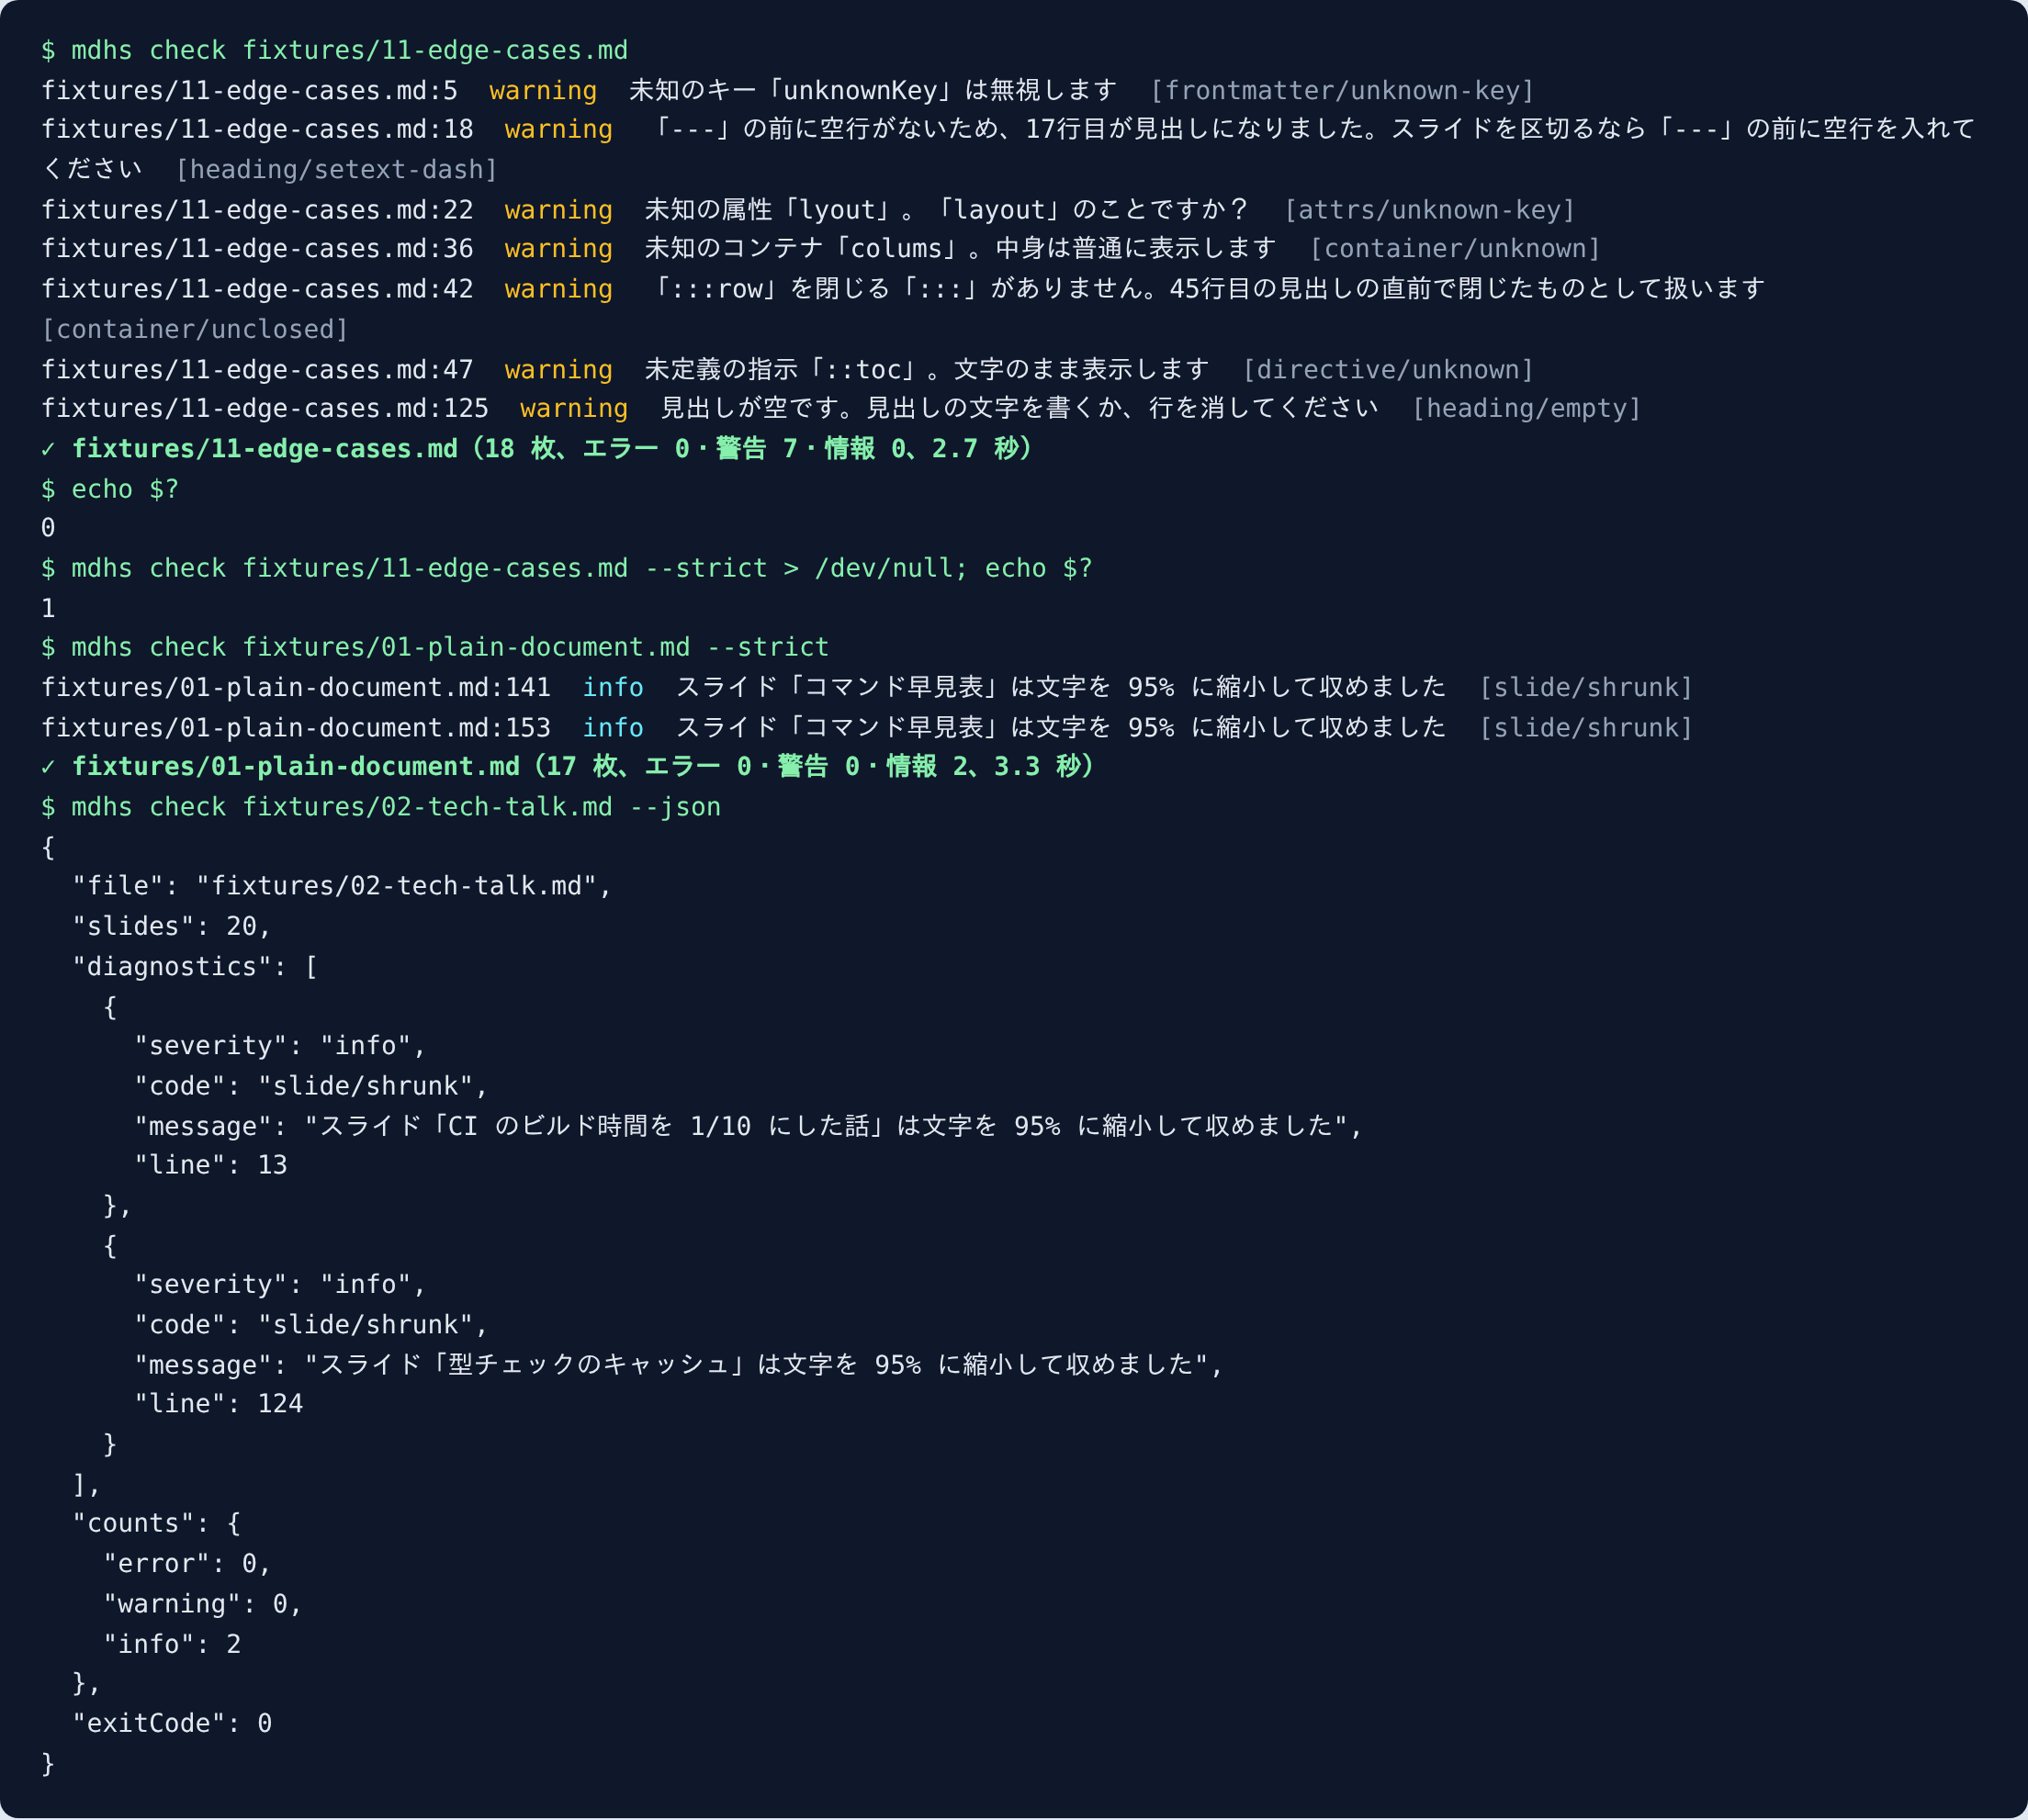 $ mdhs check fixtures/11-edge-cases.md
fixtures/11-edge-cases.md:5  warning  未知のキー「unknownKey」は無視します  [frontmatter/unknown-key]
fixtures/11-edge-cases.md:18  warning  「---」の前に空行がないため、17行目が見出しになりました。スライドを区切るなら「---」の前に空行を入れて
ください  [heading/setext-dash]
fixtures/11-edge-cases.md:22  warning  未知の属性「lyout」。「layout」のことですか？  [attrs/unknown-key]
fixtures/11-edge-cases.md:36  warning  未知のコンテナ「colums」。中身は普通に表示します  [container/unknown]
fixtures/11-edge-cases.md:42  warning  「:::row」を閉じる「:::」がありません。45行目の見出しの直前で閉じたものとして扱います
[container/unclosed]
fixtures/11-edge-cases.md:47  warning  未定義の指示「::toc」。文字のまま表示します  [directive/unknown]
fixtures/11-edge-cases.md:125  warning  見出しが空です。見出しの文字を書くか、行を消してください  [heading/empty]
✓ fixtures/11-edge-cases.md（18 枚、エラー 0・警告 7・情報 0、2.7 秒）
$ echo $?
0
$ mdhs check fixtures/11-edge-cases.md --strict > /dev/null; echo $?
1
$ mdhs check fixtures/01-plain-document.md --strict
fixtures/01-plain-document.md:141  info  スライド「コマンド早見表」は文字を 95% に縮小して収めました  [slide/shrunk]
fixtures/01-plain-document.md:153  info  スライド「コマンド早見表」は文字を 95% に縮小して収めました  [slide/shrunk]
✓ fixtures/01-plain-document.md（17 枚、エラー 0・警告 0・情報 2、3.3 秒）
$ mdhs check fixtures/02-tech-talk.md --json
{
  "file": "fixtures/02-tech-talk.md",
  "slides": 20,
  "diagnostics": [
    {
      "severity": "info",
      "code": "slide/shrunk",
      "message": "スライド「CI のビルド時間を 1/10 にした話」は文字を 95% に縮小して収めました",
      "line": 13
    },
    {
      "severity": "info",
      "code": "slide/shrunk",
      "message": "スライド「型チェックのキャッシュ」は文字を 95% に縮小して収めました",
      "line": 124
    }
  ],
  "counts": {
    "error": 0,
    "warning": 0,
    "info": 2
  },
  "exitCode": 0
}